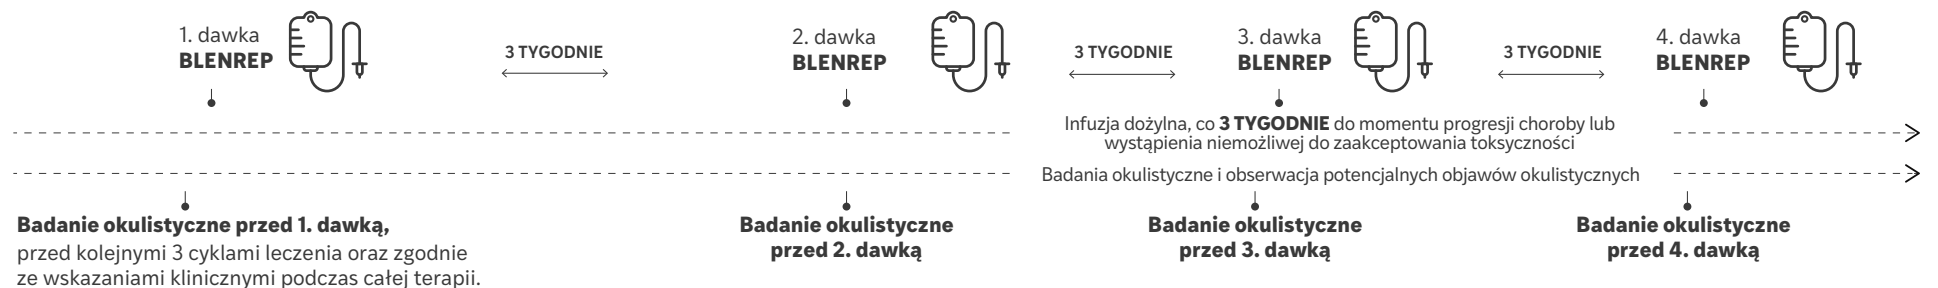 1. dawka
BLENREP
3 TYGODNIE
2. dawka
BLENREP
3 TYGODNIE
3. dawka
BLENREP
3 TYGODNIE
4. dawka
BLENREP
Infuzja dożylna, co 3 TYGODNIE do momentu progresji choroby lub
wystąpienia niemożliwej do zaakceptowania toksyczności
Badania okulistyczne i obserwacja potencjalnych objawów okulistycznych
Badanie okulistyczne przed 1. dawką,
przed kolejnymi 3 cyklami leczenia oraz zgodnie
ze wskazaniami klinicznymi podczas całej terapii.
Badanie okulistyczne
przed 2. dawką
Badanie okulistyczne
przed 3. dawką
Badanie okulistyczne
przed 4. dawką